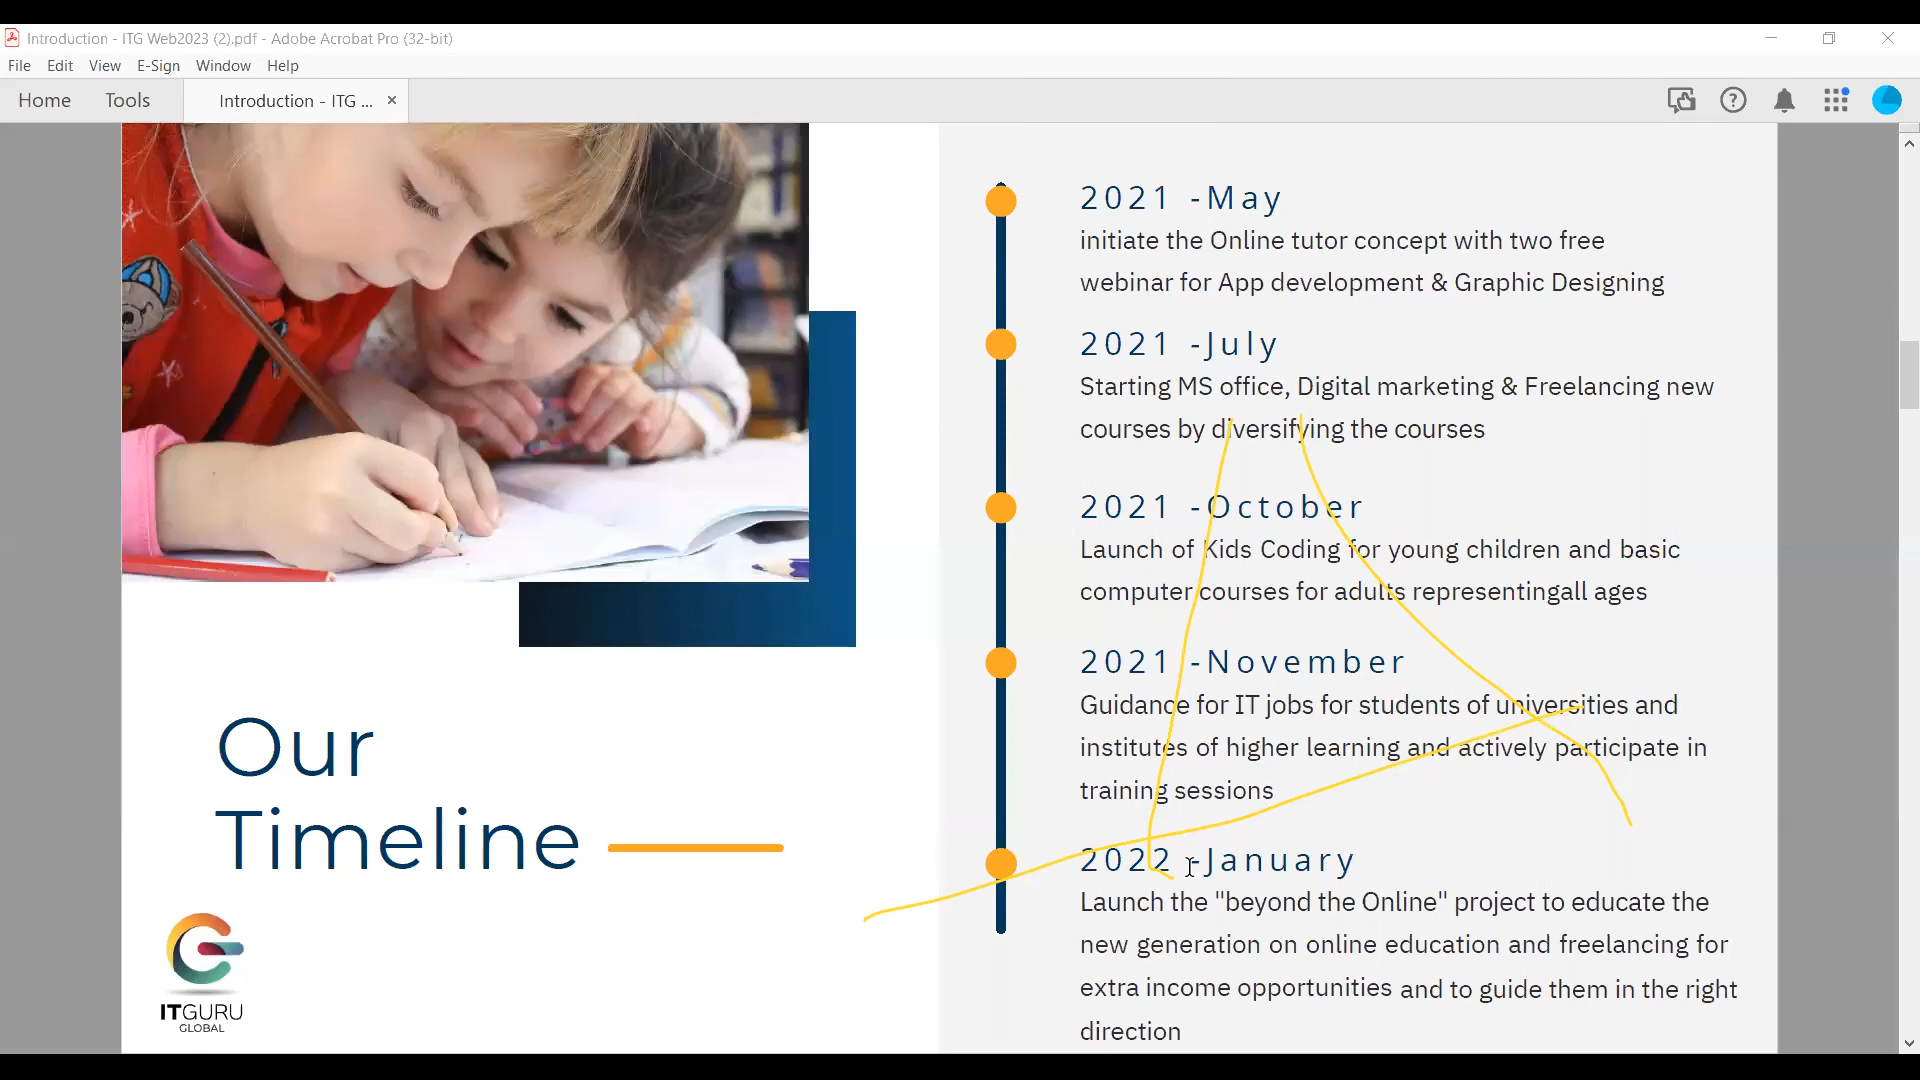 Introduction - ITG Web2023 (2).pdf - Adobe Acrobat Pro (32-bit)
File Edit View E-Sign Window Help
Home Tools Introduction - ITG ... ×
2021 -May
initiate the Online tutor concept with two free
webinar for App development & Graphic Designing
2021 -July
Starting MS office, Digital marketing & Freelancing new
courses by diversifying the courses
2021 -October
Launch of Kids Coding for young children and basic
computer courses for adults representingall ages
2021 -November
Guidance for IT jobs for students of universities and
institutes of higher learning and actively participate in
training sessions
2022 -January
Launch the "beyond the Online" project to educate the
new generation on online education and freelancing for
extra income opportunities and to guide them in the right
direction
Our
Timeline
ITGURU
GLOBAL